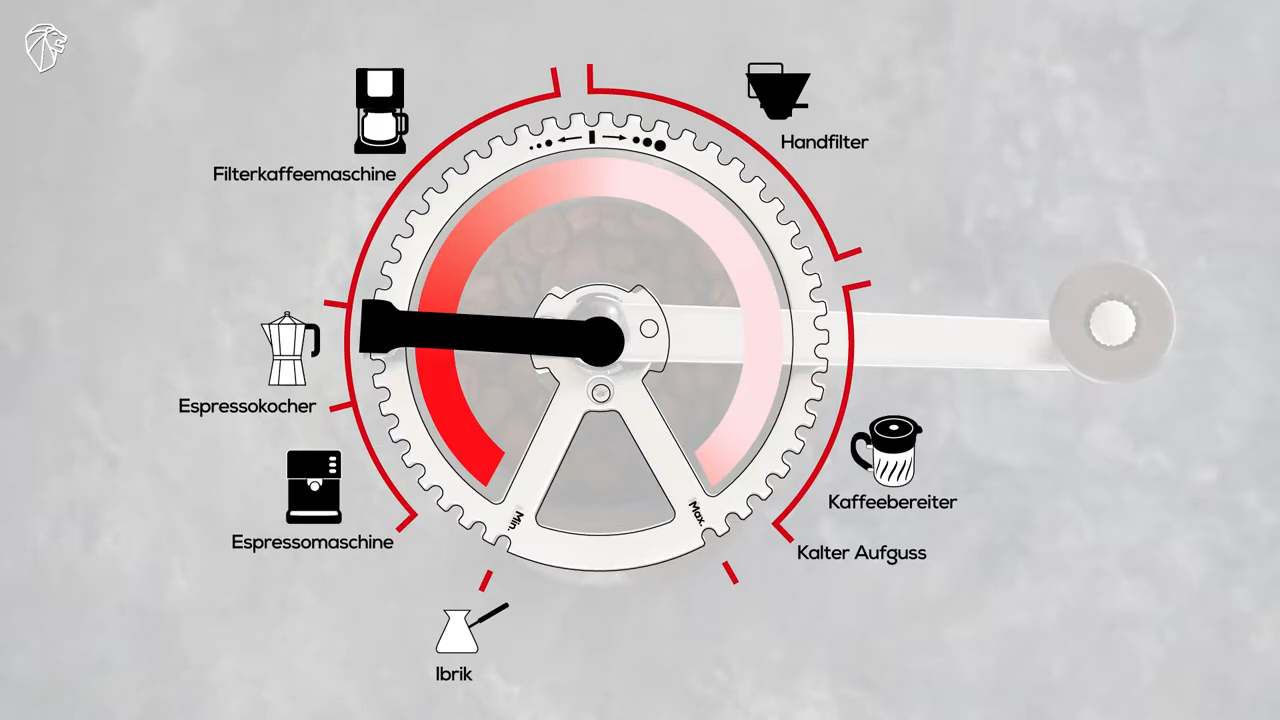 Handfilter
Filterkaffeemaschine
Espressokocher
Kaffeebereiter
Min.
Max.
Espressomaschine
Kalter Aufguss
Ibrik